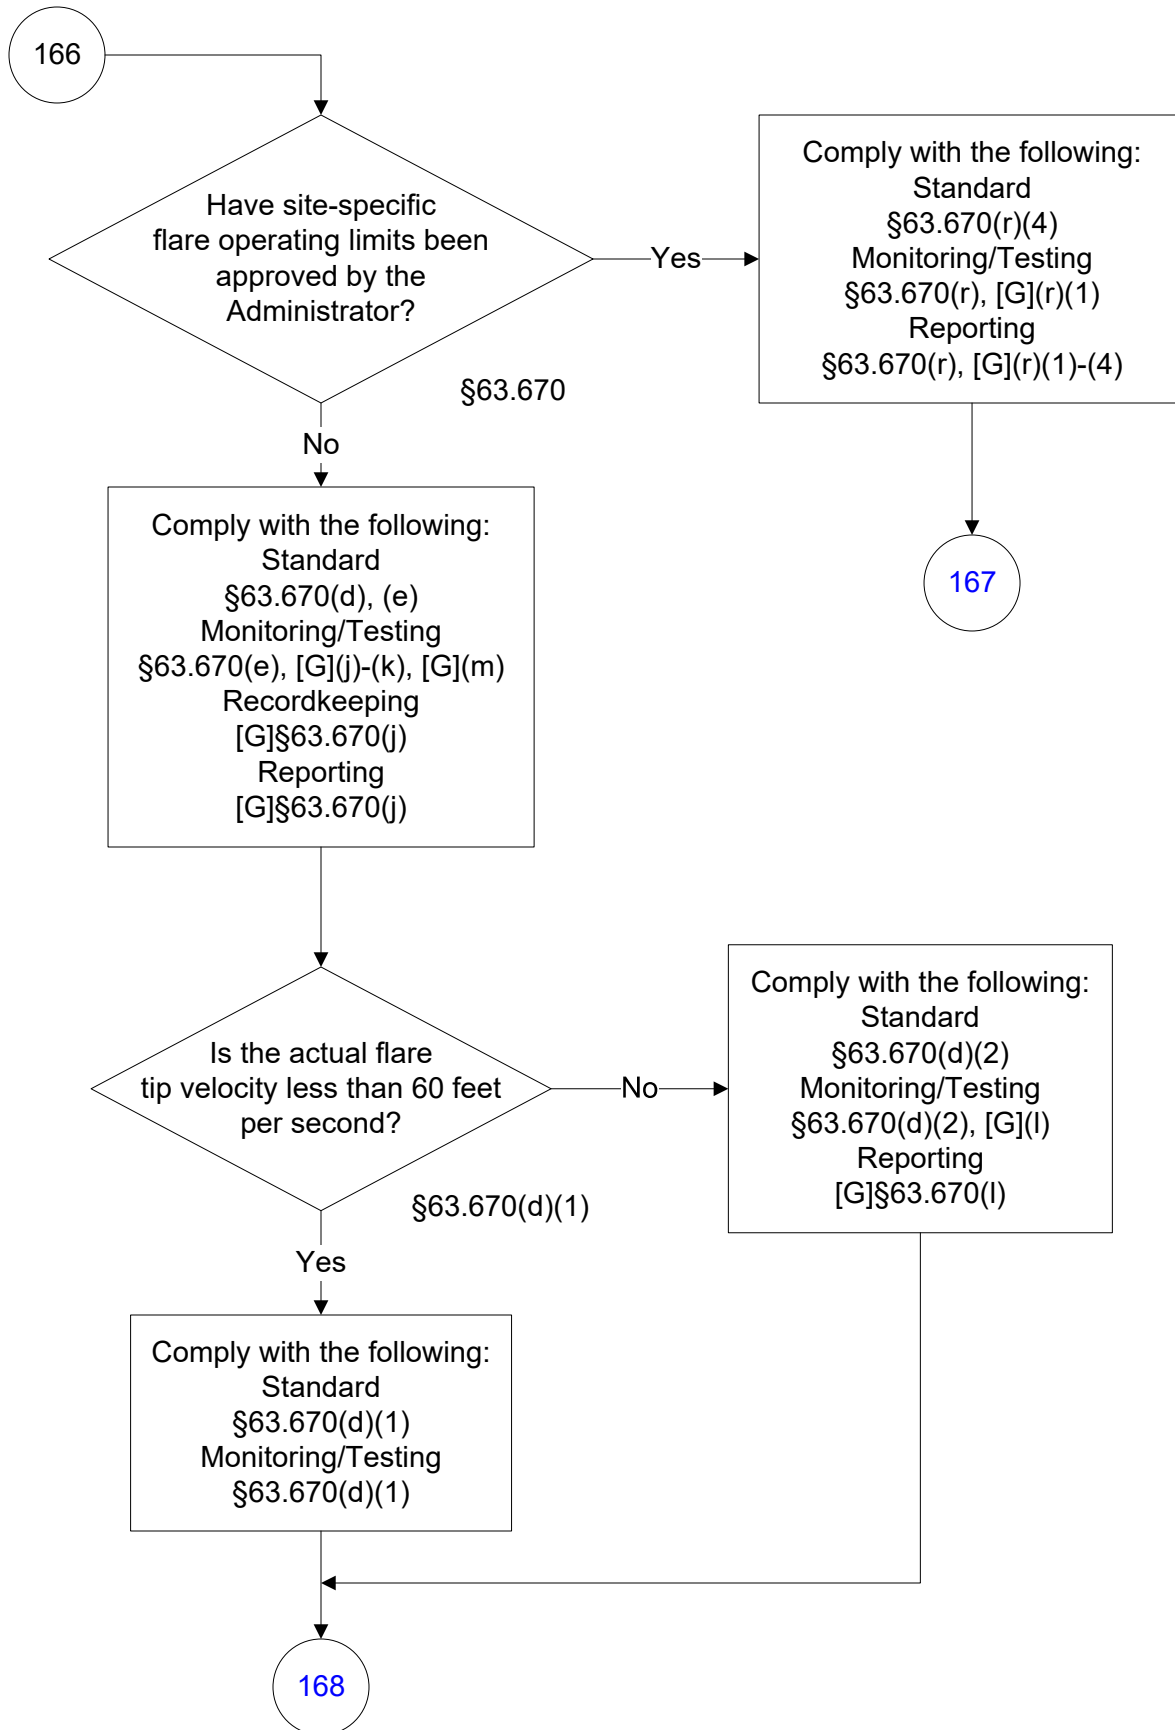 166
Have site-specific
flare operating limits been
approved by the
Administrator?
Yes
§63.670
No
Comply with the following:
Standard
§63.670(r)(4)
Monitoring/Testing
§63.670(r), [G](r)(1)
Reporting
§63.670(r), [G](r)(1)-(4)
167
Comply with the following:
Standard
§63.670(d), (e)
Monitoring/Testing
§63.670(e), [G](j)-(k), [G](m)
Recordkeeping
[G]§63.670(j)
Reporting
[G]§63.670(j)
Is the actual flare
tip velocity less than 60 feet
per second?
No
§63.670(d)(1)
Yes
Comply with the following:
Standard
§63.670(d)(2)
Monitoring/Testing
§63.670(d)(2), [G](l)
Reporting
[G]§63.670(l)
Comply with the following:
Standard
§63.670(d)(1)
Monitoring/Testing
§63.670(d)(1)
168